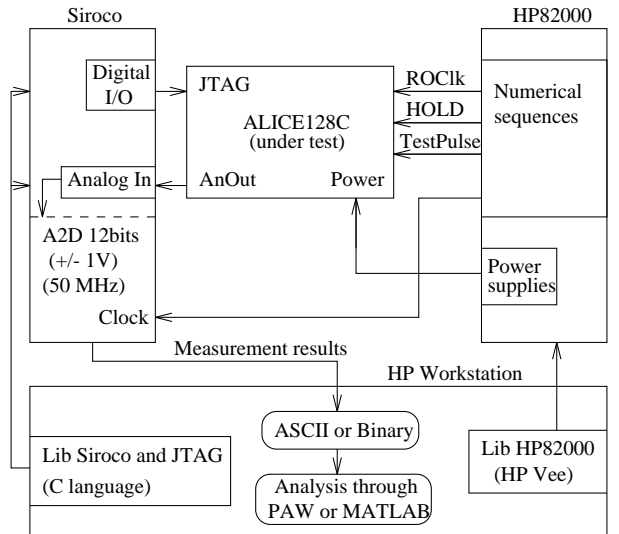 Siroco
HP82000
Digital
I/O
JTAG
ALICE128C
(under test)
AnOut
Power
ROClk
HOLD
TestPulse
Numerical
sequences
Analog In
A2D 12bits
(+/- 1V)
(50 MHz)
Clock
Power
supplies
Measurement results
HP Workstation
ASCII or Binary
Lib Siroco and JTAG
(C language)
Analysis through
PAW or MATLAB
Lib HP82000
(HP Vee)